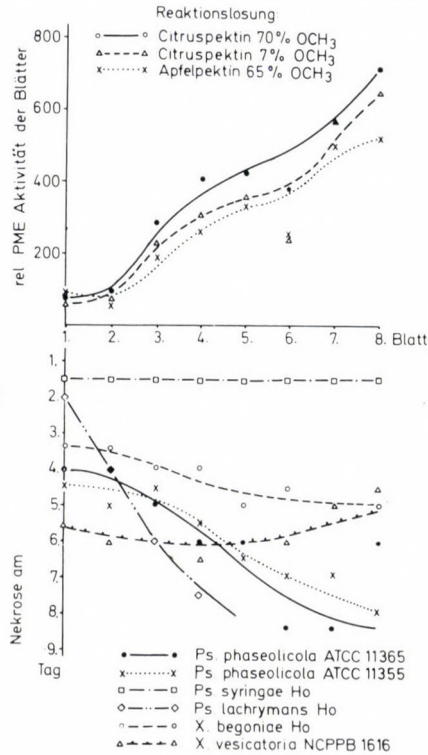 Reaktionslösung:
Citruspektin 70% OCH3
Citruspektin 7% OCH3
Apfelpektin 65% OCH3
rel PME Aktivität der Blätter
800
600
400
200
1. 2. 3. 4. 5. 6. 7. 8. Blatt
1.
2.
3.
4.
5.
6.
7.
8.
9.
Nekrose am
Tag
Ps. phaseolicola ATCC 11365
Ps. phaseolicola ATCC 11355
Ps syringae Ho
Ps lachrymans Ho
X. begoniae Ho
X. vesicatoria NCPPB 1616